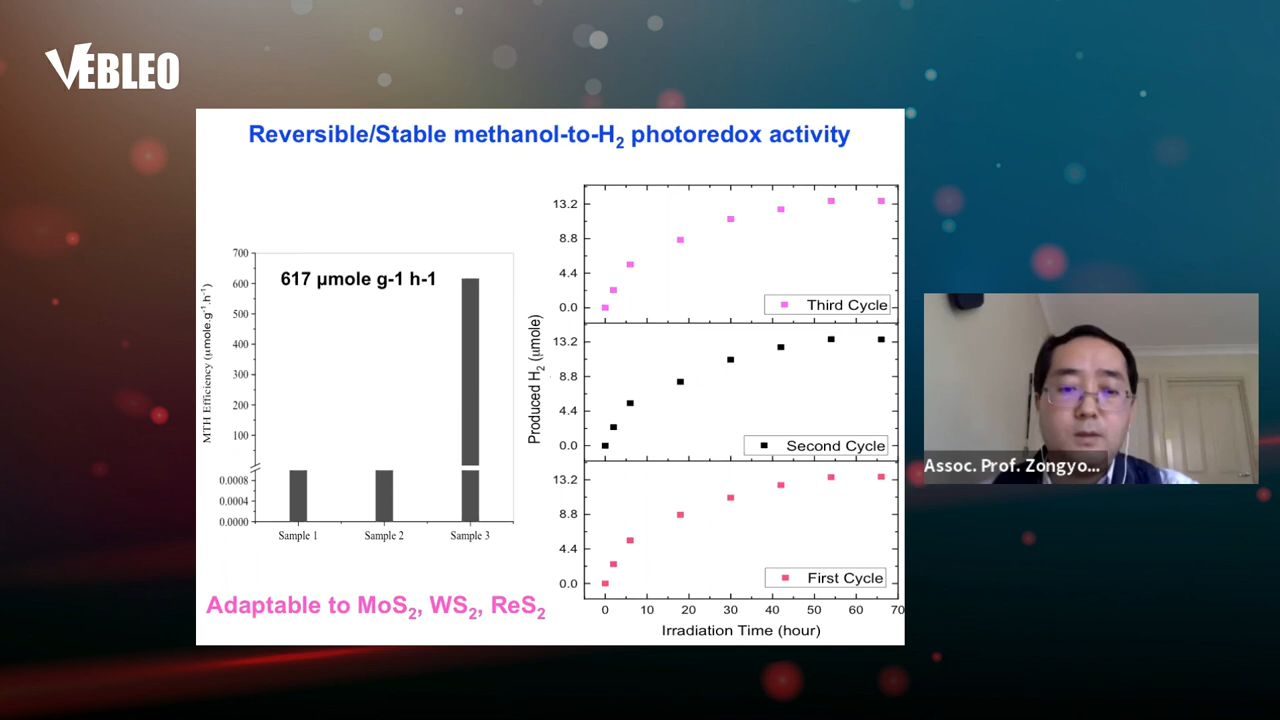 VEBLEO
Reversible/Stable methanol-to-H2 photoredox activity
700
600
500
400
300
200
100
0.0008
0.0004
0.0000
MTH Efficiency (μmole.g-1.h-1)
617 μmole g-1 h-1
Sample 1
Sample 2
Sample 3
Adaptable to MoS2, WS2, ReS2
Produced H2 (μmole)
13.2
8.8
4.4
0.0
Third Cycle
13.2
8.8
4.4
0.0
Second Cycle
13.2
8.8
4.4
0.0
First Cycle
0 10 20 30 40 50 60 70
Irradiation Time (hour)
Assoc. Prof. Zongyo...